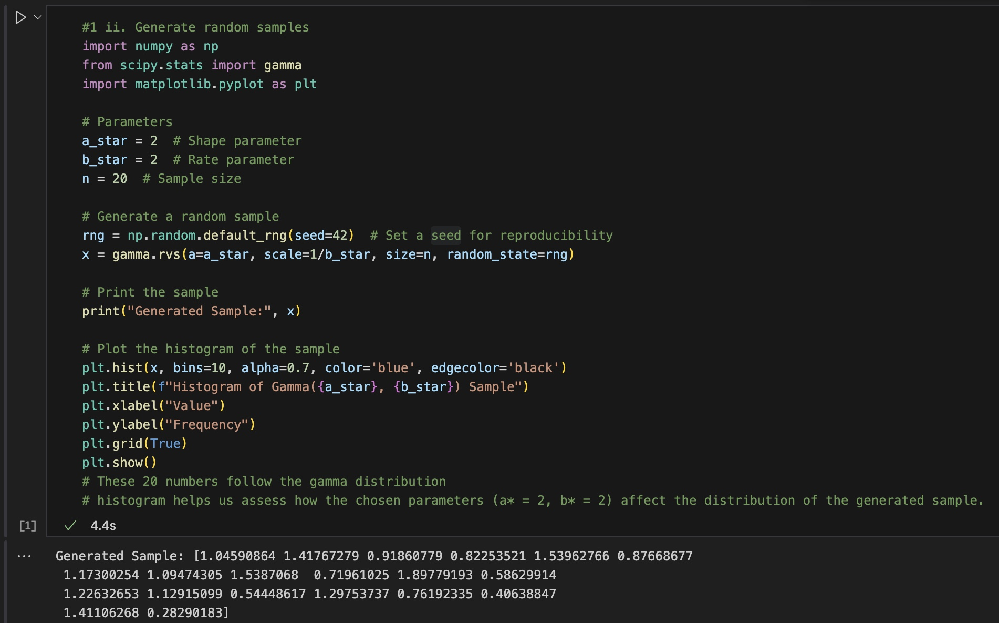 #1 ii. Generate random samples
import numpy as np
from scipy.stats import gamma
import matplotlib.pyplot as plt
# Parameters
a_star = 2  # Shape parameter
b_star = 2  # Rate parameter
n = 20  # Sample size
# Generate a random sample
rng = np.random.default_rng(seed=42)  # Set a seed for reproducibility
x = gamma.rvs(a=a_star, scale=1/b_star, size=n, random_state=rng)
# Print the sample
print("Generated Sample:", x)
# Plot the histogram of the sample
plt.hist(x, bins=10, alpha=0.7, color='blue', edgecolor='black')
plt.title(f"Histogram of Gamma({a_star}, {b_star}) Sample")
plt.xlabel("Value")
plt.ylabel("Frequency")
plt.grid(True)
plt.show()
# These 20 numbers follow the gamma distribution
# histogram helps us assess how the chosen parameters (a* = 2, b* = 2) affect the distribution of the generated sample.
[1] 4.4s
... Generated Sample: [1.04590864 1.41767279 0.91860779 0.82253521 1.53962766 0.87668677
1.17300254 1.09474305 1.5387068  0.71961025 1.89779193 0.58629914
1.22632653 1.12915099 0.54448617 1.29753737 0.76192335 0.40638847
1.41106268 0.28290183]